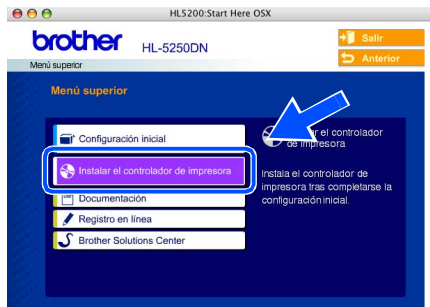 HL5200:Start Here OSX
brother
HL-5250DN
Salir
Anterior
Menú superior
Menú superior
Configuración inicial
Instalar el controlador de impresora
Documentación
Registro en línea
Brother Solutions Center
el controlador
de impresora
Instala el controlador de
impresora tras completarse la
configuración inicial.